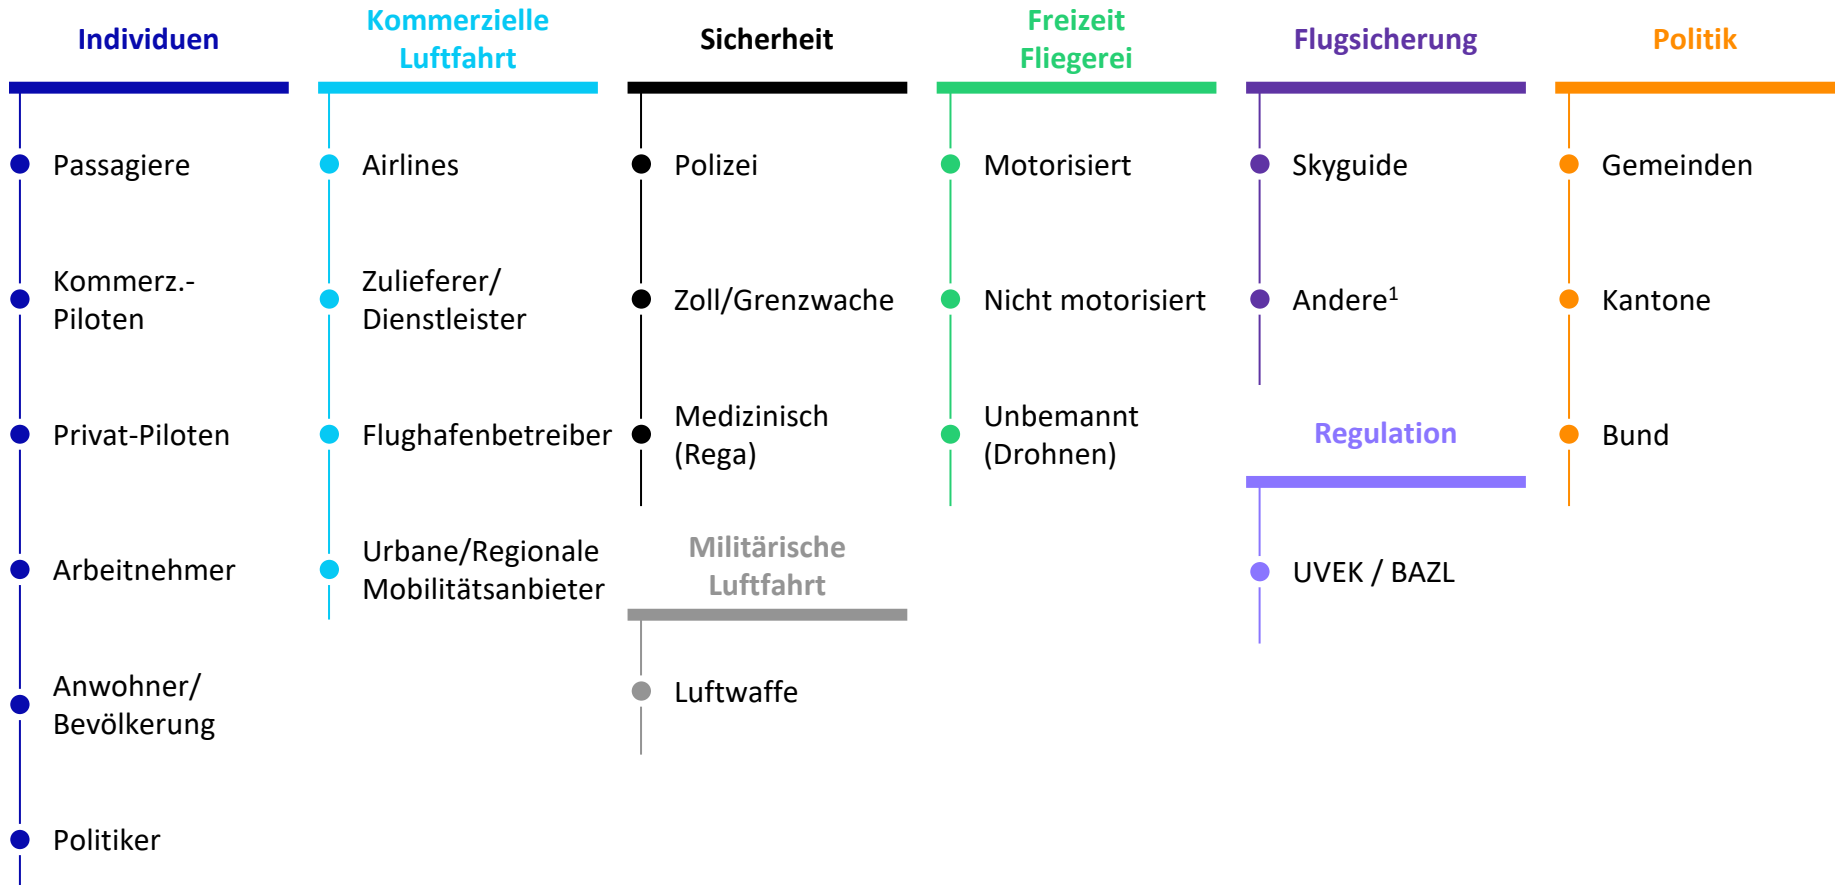 Individuen
Passagiere
Kommerz.-
Piloten
Privat-Piloten
Arbeitnehmer
Anwohner/
Bevölkerung
Politiker
Kommerzielle
Luftfahrt
Airlines
Zulieferer/
Dienstleister
Flughafenbetreiber
Urbane/Regionale
Mobilitätsanbieter
Sicherheit
Polizei
Zoll/Grenzwache
Medizinisch
(Rega)
Militärische
Luftfahrt
Luftwaffe
Freizeit
Fliegerei
Motorisiert
Nicht motorisiert
Unbemannt
(Drohnen)
Flugsicherung
Skyguide
Andere¹
Regulation
UVEK / BAZL
Politik
Gemeinden
Kantone
Bund